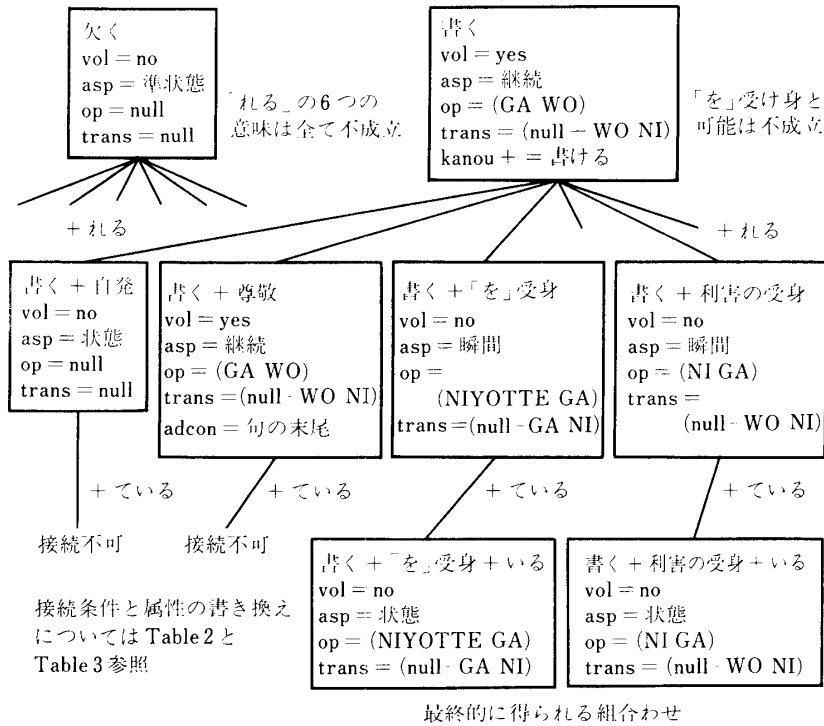 欠く
vol = no
asp = 準状態
op = null
trans = null
「れる」の6つの
意味は全て不成立
書く
vol = yes
asp = 継続
op = (GA WO)
trans = (null - WO NI)
kanou + = 書ける
「を」受け身と
可能は不成立
+ れる
+ れる
書く + 自発
vol = no
asp = 状態
op = null
trans = null
書く + 尊敬
vol = yes
asp = 継続
op = (GA WO)
trans = (null - WO NI)
adcon = 句の末尾
書く +「を」受身
vol = no
asp = 瞬間
op =
(NIYOTTE GA)
trans = (null - GA NI)
書く + 利害の受身
vol = no
asp = 瞬間
op = (NI GA)
trans =
(null - WO NI)
+ ている
+ ている
+ ている
+ ている
接続不可
接続不可
書く +「を」受身 + いる
vol = no
asp = 状態
op = (NIYOTTE GA)
trans = (null - GA NI)
書く + 利害の受身 + いる
vol = no
asp = 状態
op = (NI GA)
trans = (null - WO NI)
接続条件と属性の書き換え
については Table 2 と
Table 3 参照
最終的に得られる組合わせ